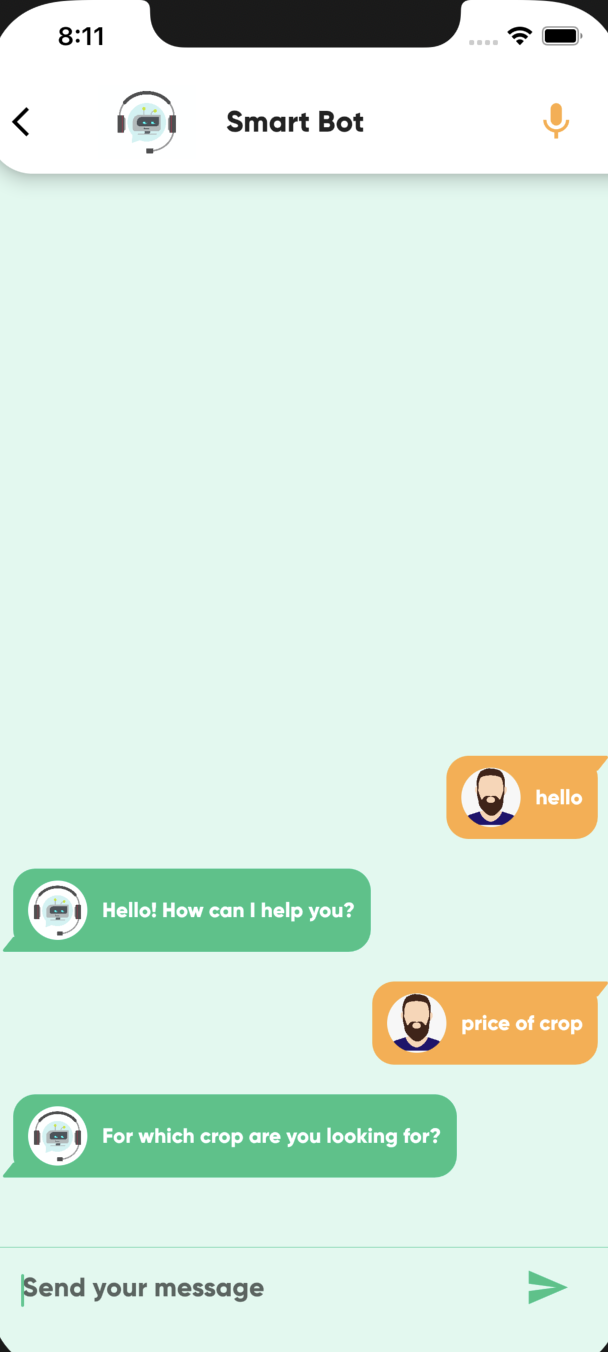 8:11
Smart Bot
hello
Hello! How can I help you?
price of crop
For which crop are you looking for?
Send your message